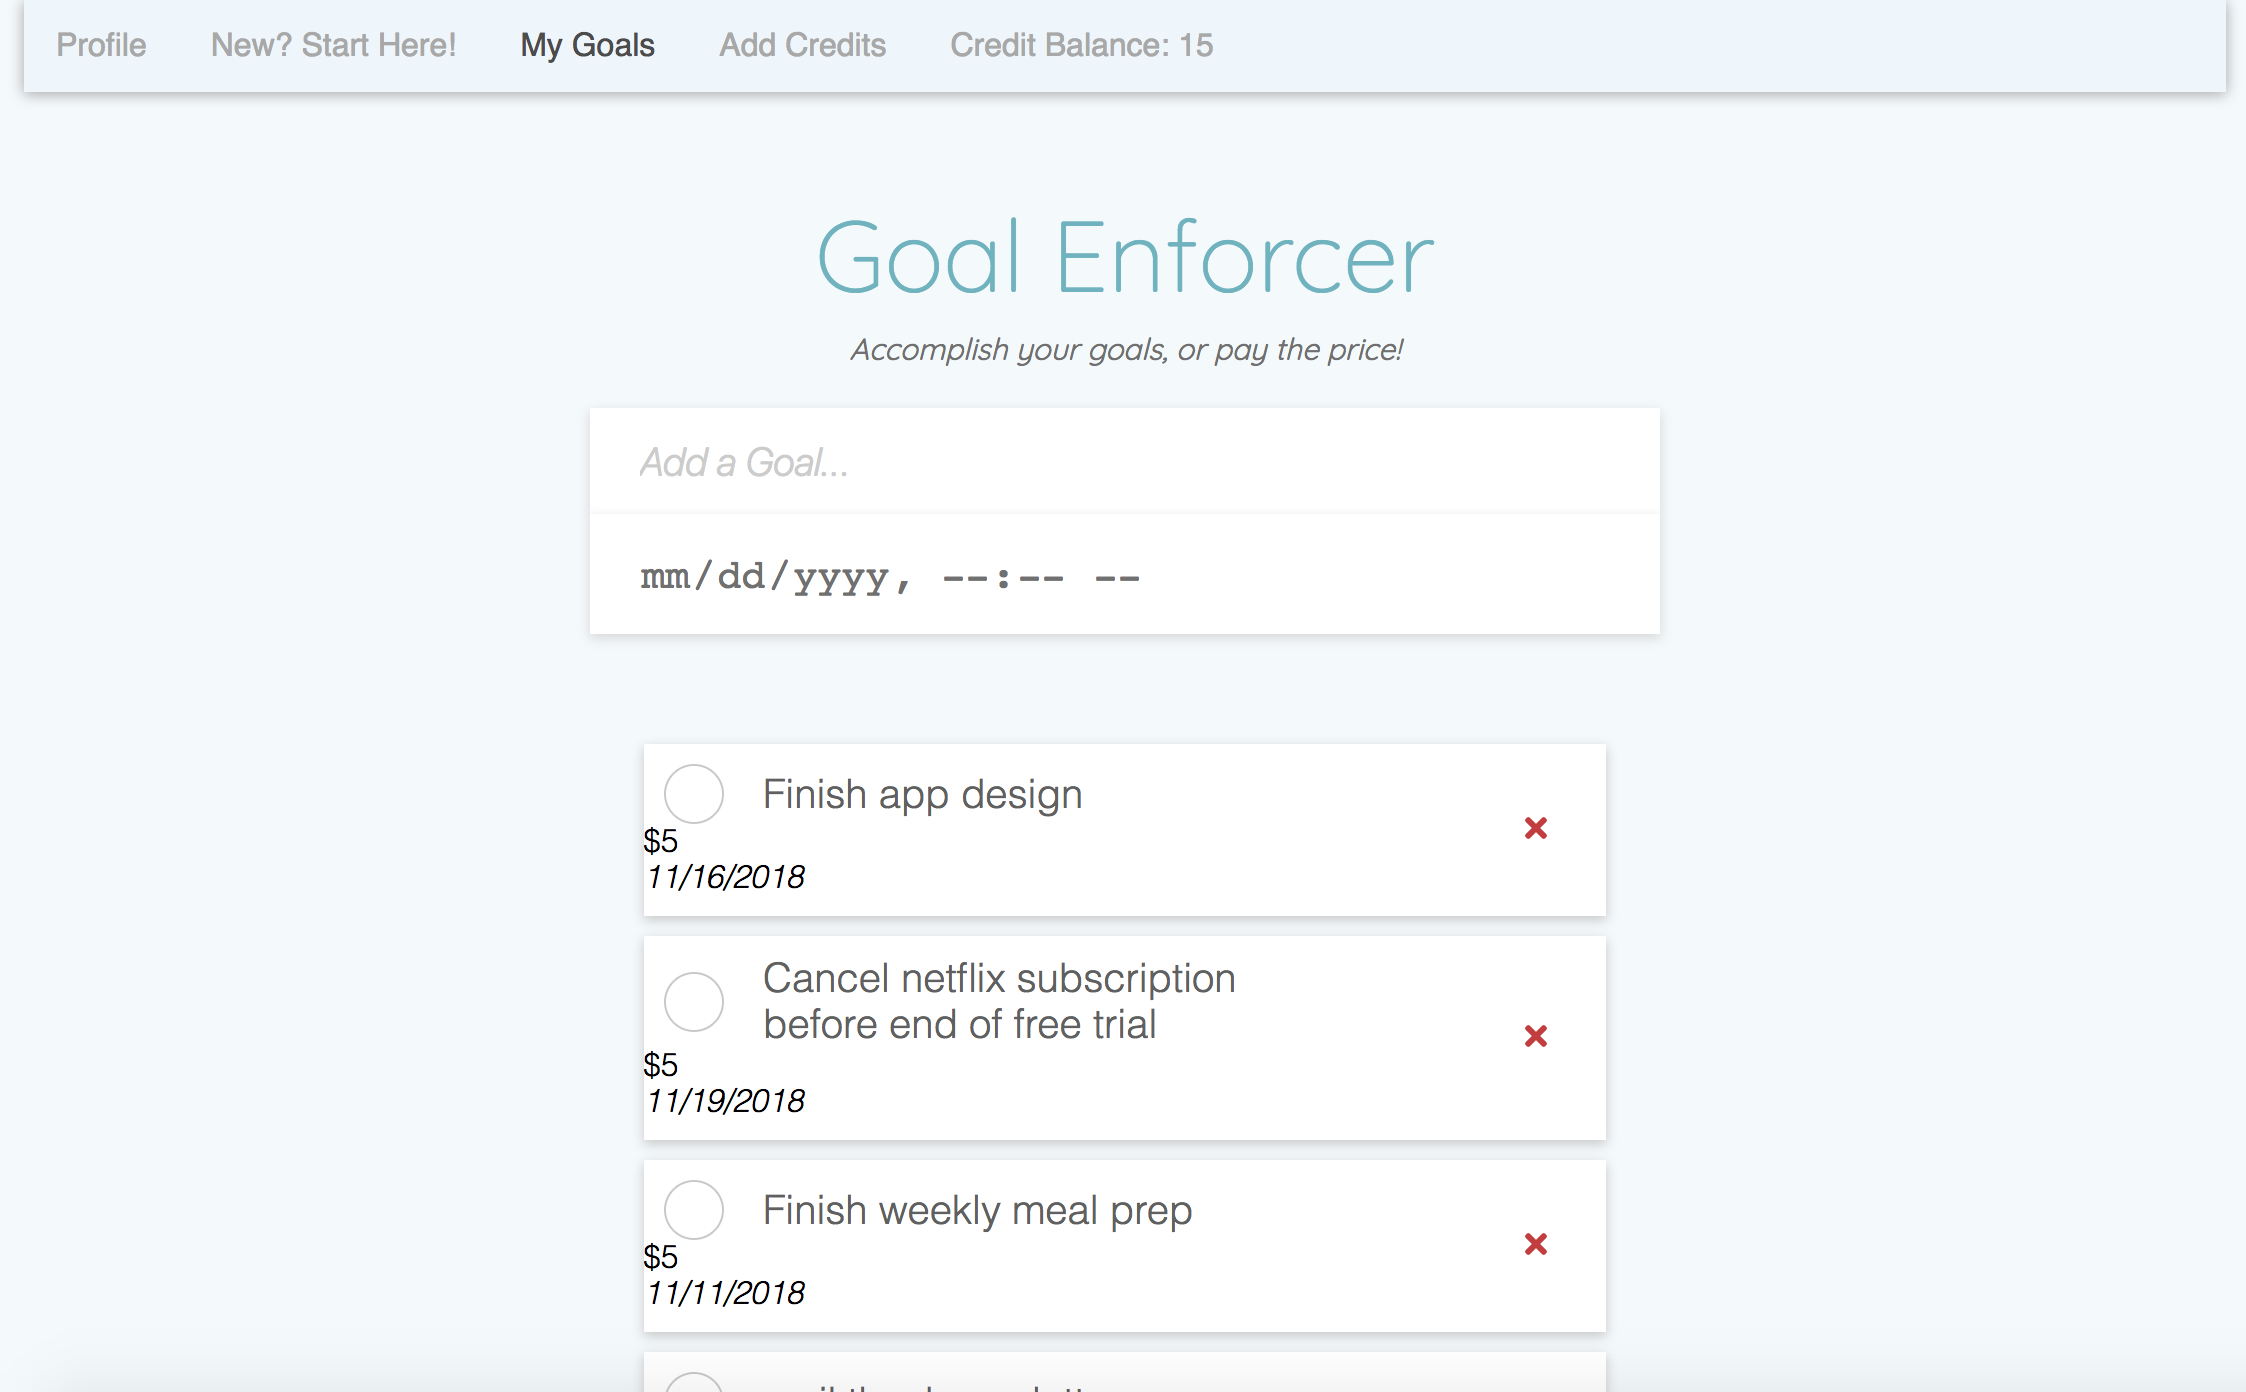 Profile New? Start Here! My Goals Add Credits Credit Balance: 15
Goal Enforcer
Accomplish your goals, or pay the price!
Add a Goal...
mm/dd/yyyy, --:-- --
Finish app design
$5
11/16/2018
Cancel netflix subscription
before end of free trial
$5
11/19/2018
Finish weekly meal prep
$5
11/11/2018